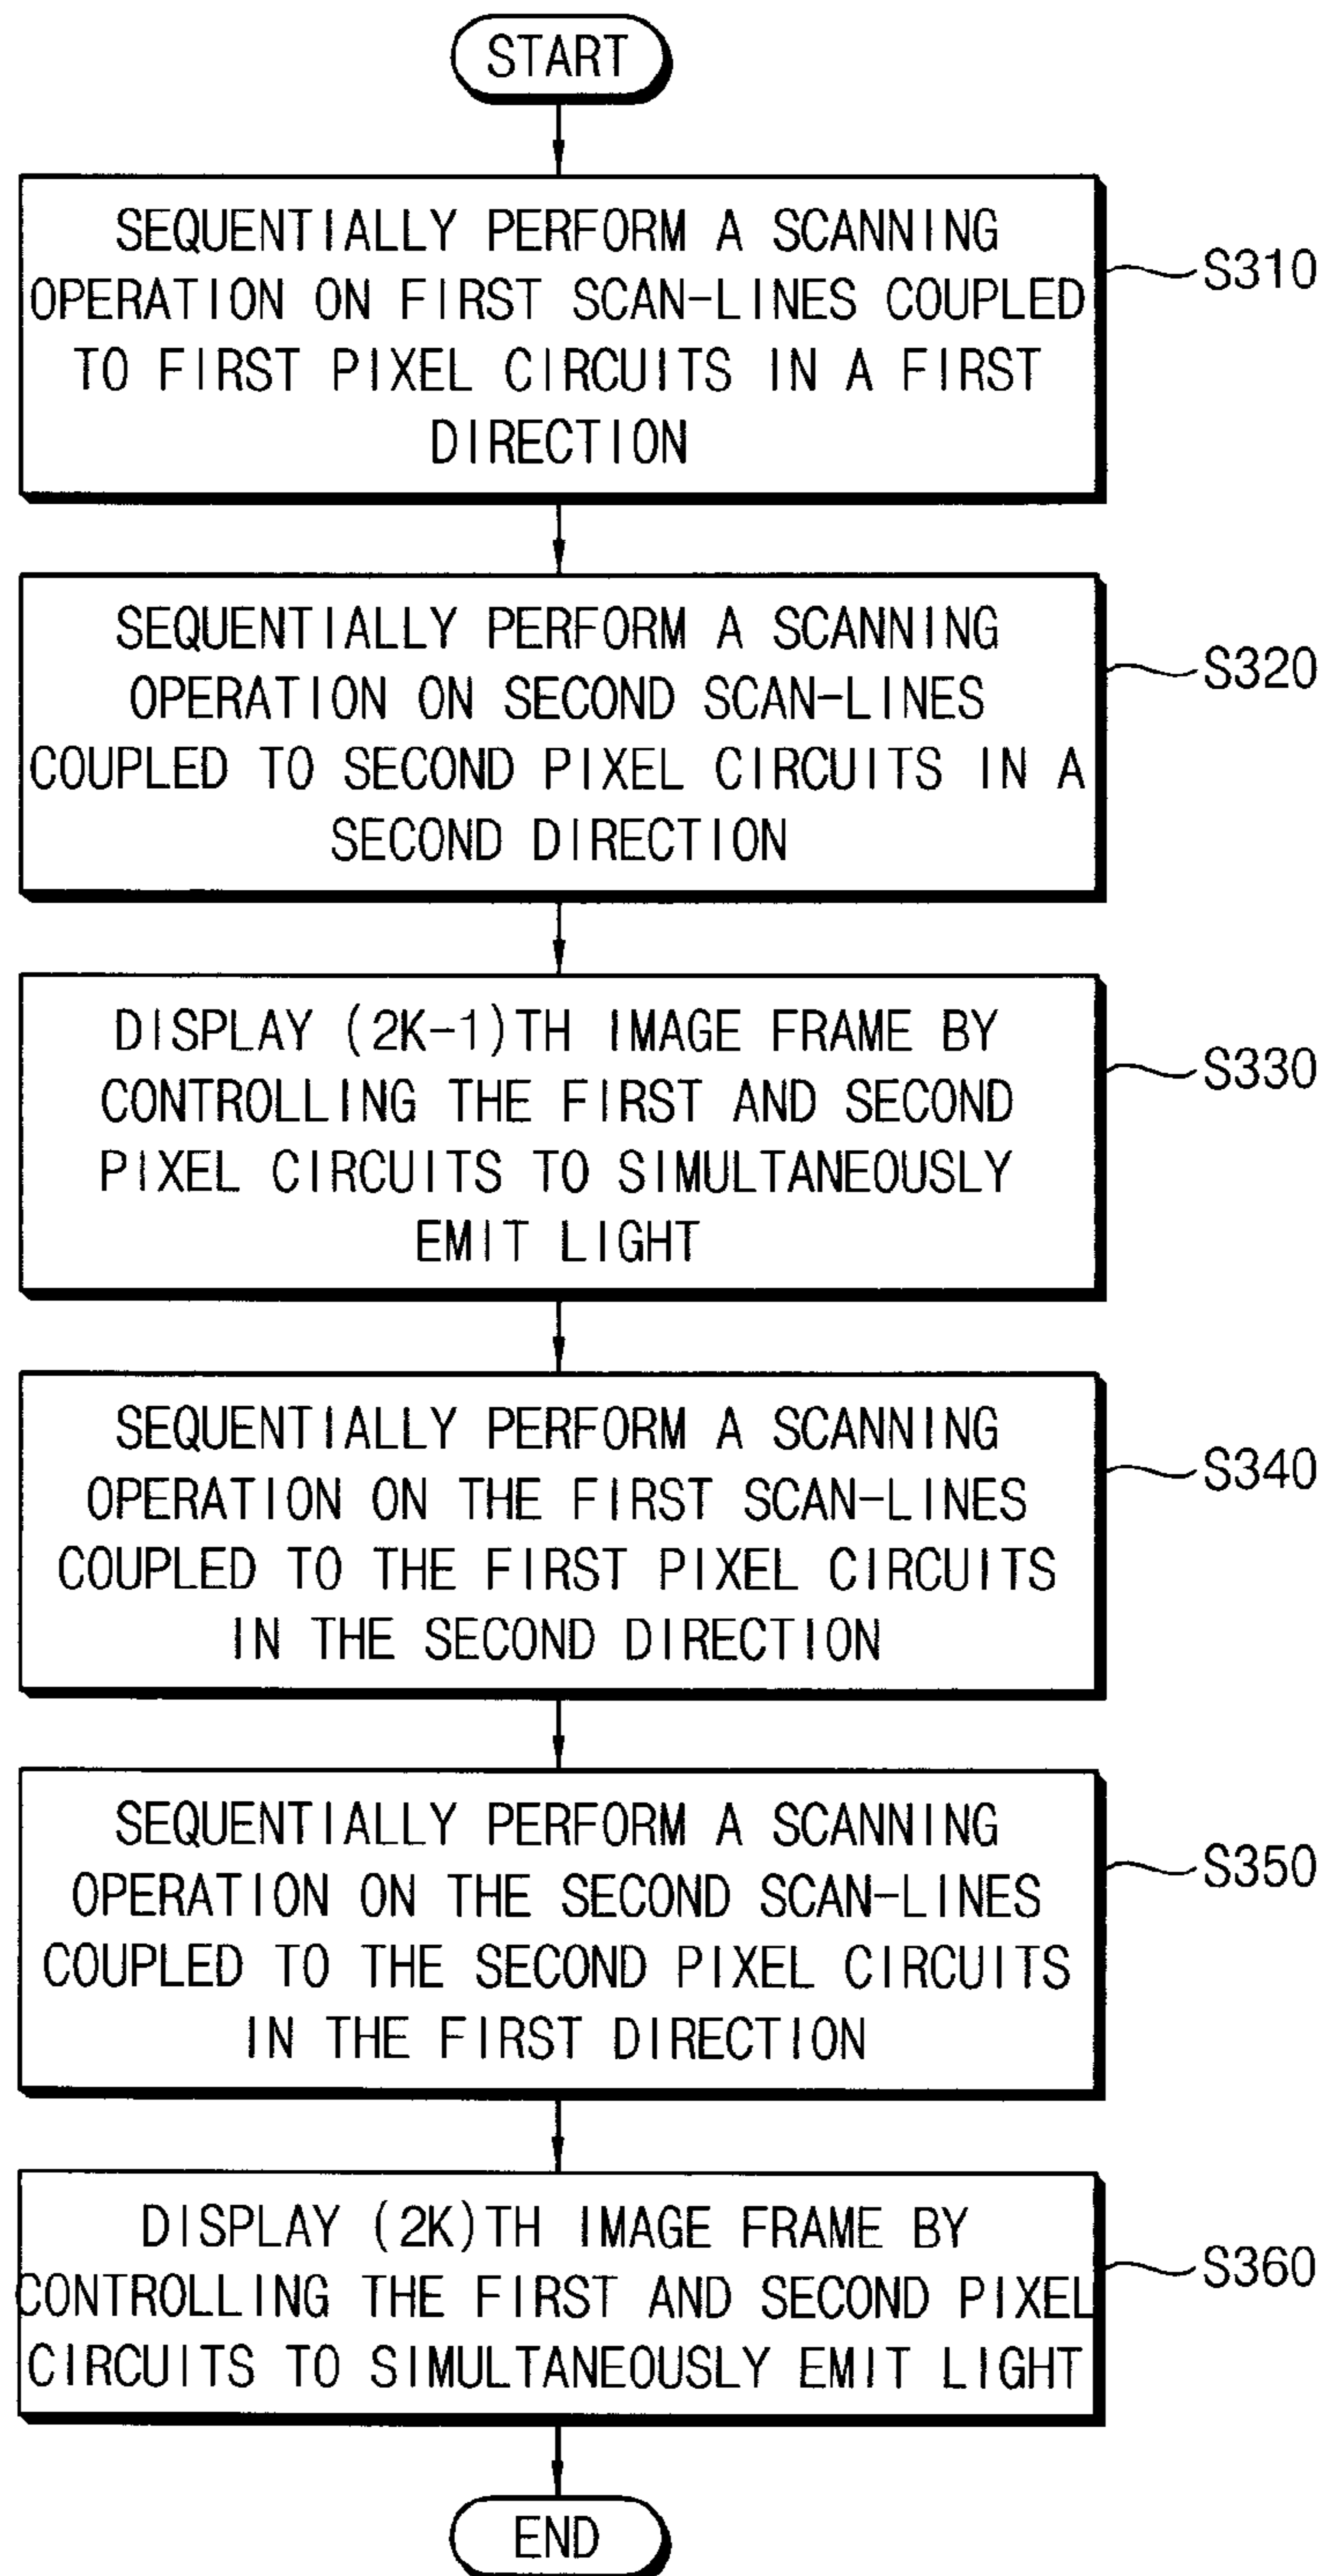 START
SEQUENTIALLY PERFORM A SCANNING
OPERATION ON FIRST SCAN-LINES COUPLED
TO FIRST PIXEL CIRCUITS IN A FIRST
DIRECTION
S310
SEQUENTIALLY PERFORM A SCANNING
OPERATION ON SECOND SCAN-LINES
COUPLED TO SECOND PIXEL CIRCUITS IN A
SECOND DIRECTION
S320
DISPLAY (2K-1)TH IMAGE FRAME BY
CONTROLLING THE FIRST AND SECOND
PIXEL CIRCUITS TO SIMULTANEOUSLY
EMIT LIGHT
S330
SEQUENTIALLY PERFORM A SCANNING
OPERATION ON THE FIRST SCAN-LINES
COUPLED TO THE FIRST PIXEL CIRCUITS
IN THE SECOND DIRECTION
S340
SEQUENTIALLY PERFORM A SCANNING
OPERATION ON THE SECOND SCAN-LINES
COUPLED TO THE SECOND PIXEL CIRCUITS
IN THE FIRST DIRECTION
S350
DISPLAY (2K)TH IMAGE FRAME BY
CONTROLLING THE FIRST AND SECOND PIXEL
CIRCUITS TO SIMULTANEOUSLY EMIT LIGHT
S360
END